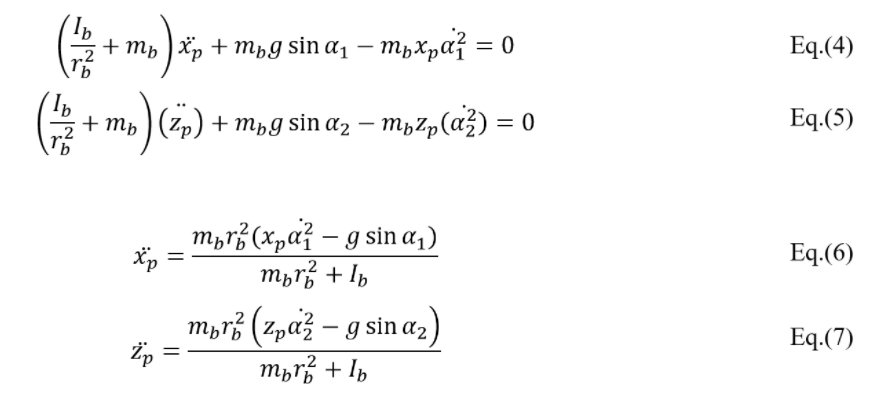 (I_b/r_b^2 + m_b) ẍ_p + m_b g sin α_1 − m_b x_p α̇_1^2 = 0 Eq.(4)
(I_b/r_b^2 + m_b) (z̈_p) + m_b g sin α_2 − m_b z_p (α̇_2^2) = 0 Eq.(5)
ẍ_p = m_b r_b^2 (x_p α̇_1^2 − g sin α_1) / m_b r_b^2 + I_b Eq.(6)
z̈_p = m_b r_b^2 (z_p α̇_2^2 − g sin α_2) / m_b r_b^2 + I_b Eq.(7)